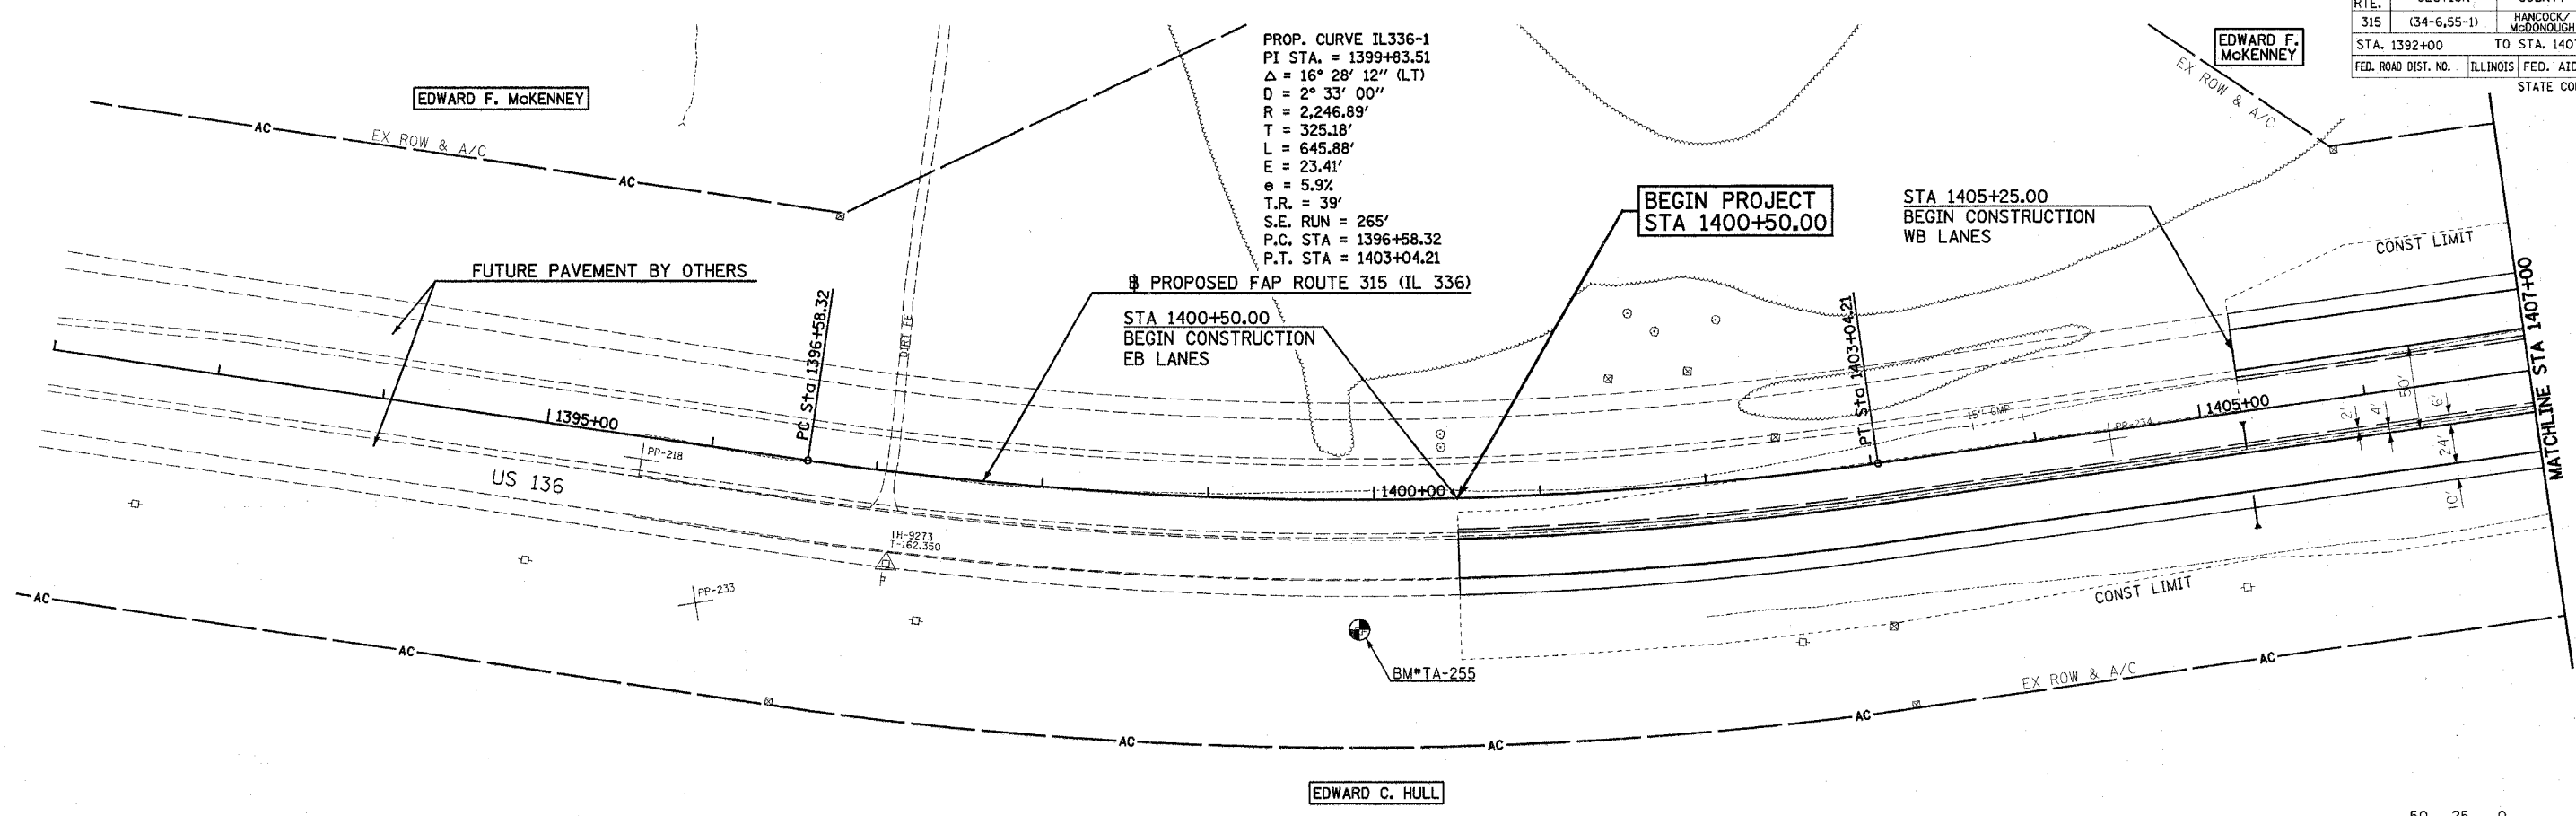 RTE. SECTION COUNTY
315 (34-6,55-1) HANCOCK/
McDONOUGH
STA. 1392+00 TO STA. 140
FED. ROAD DIST. NO. ILLINOIS FED. AID
STATE CO
EDWARD F.
McKENNEY
EX ROW & A/C
PROP. CURVE IL336-1
PI STA. = 1399+83.51
Δ = 16° 28' 12" (LT)
D = 2° 33' 00"
R = 2,246.89'
T = 325.18'
L = 645.88'
E = 23.41'
e = 5.9%
T.R. = 39'
S.E. RUN = 265'
P.C. STA = 1396+58.32
P.T. STA = 1403+04.21
EDWARD F. McKENNEY
AC
EX ROW & A/C
AC
BEGIN PROJECT
STA 1400+50.00
STA 1405+25.00
BEGIN CONSTRUCTION
WB LANES
CONST LIMIT
MATCHLINE STA 1407+00
FUTURE PAVEMENT BY OTHERS
PROPOSED FAP ROUTE 315 (IL 336)
STA 1400+50.00
BEGIN CONSTRUCTION
EB LANES
PC Sta 1396+58.32
PT Sta 1403+04.21
1395+00
1400+00
1405+00
15" CMP
PP-234
2'
4'
50'
6'
24'
10'
PP-218
US 136
TH-9273
T-162.350
PP-233
BM#TA-255
CONST LIMIT
AC
AC
AC
AC
AC
EX ROW & A/C
AC
EDWARD C. HULL
50 25 0